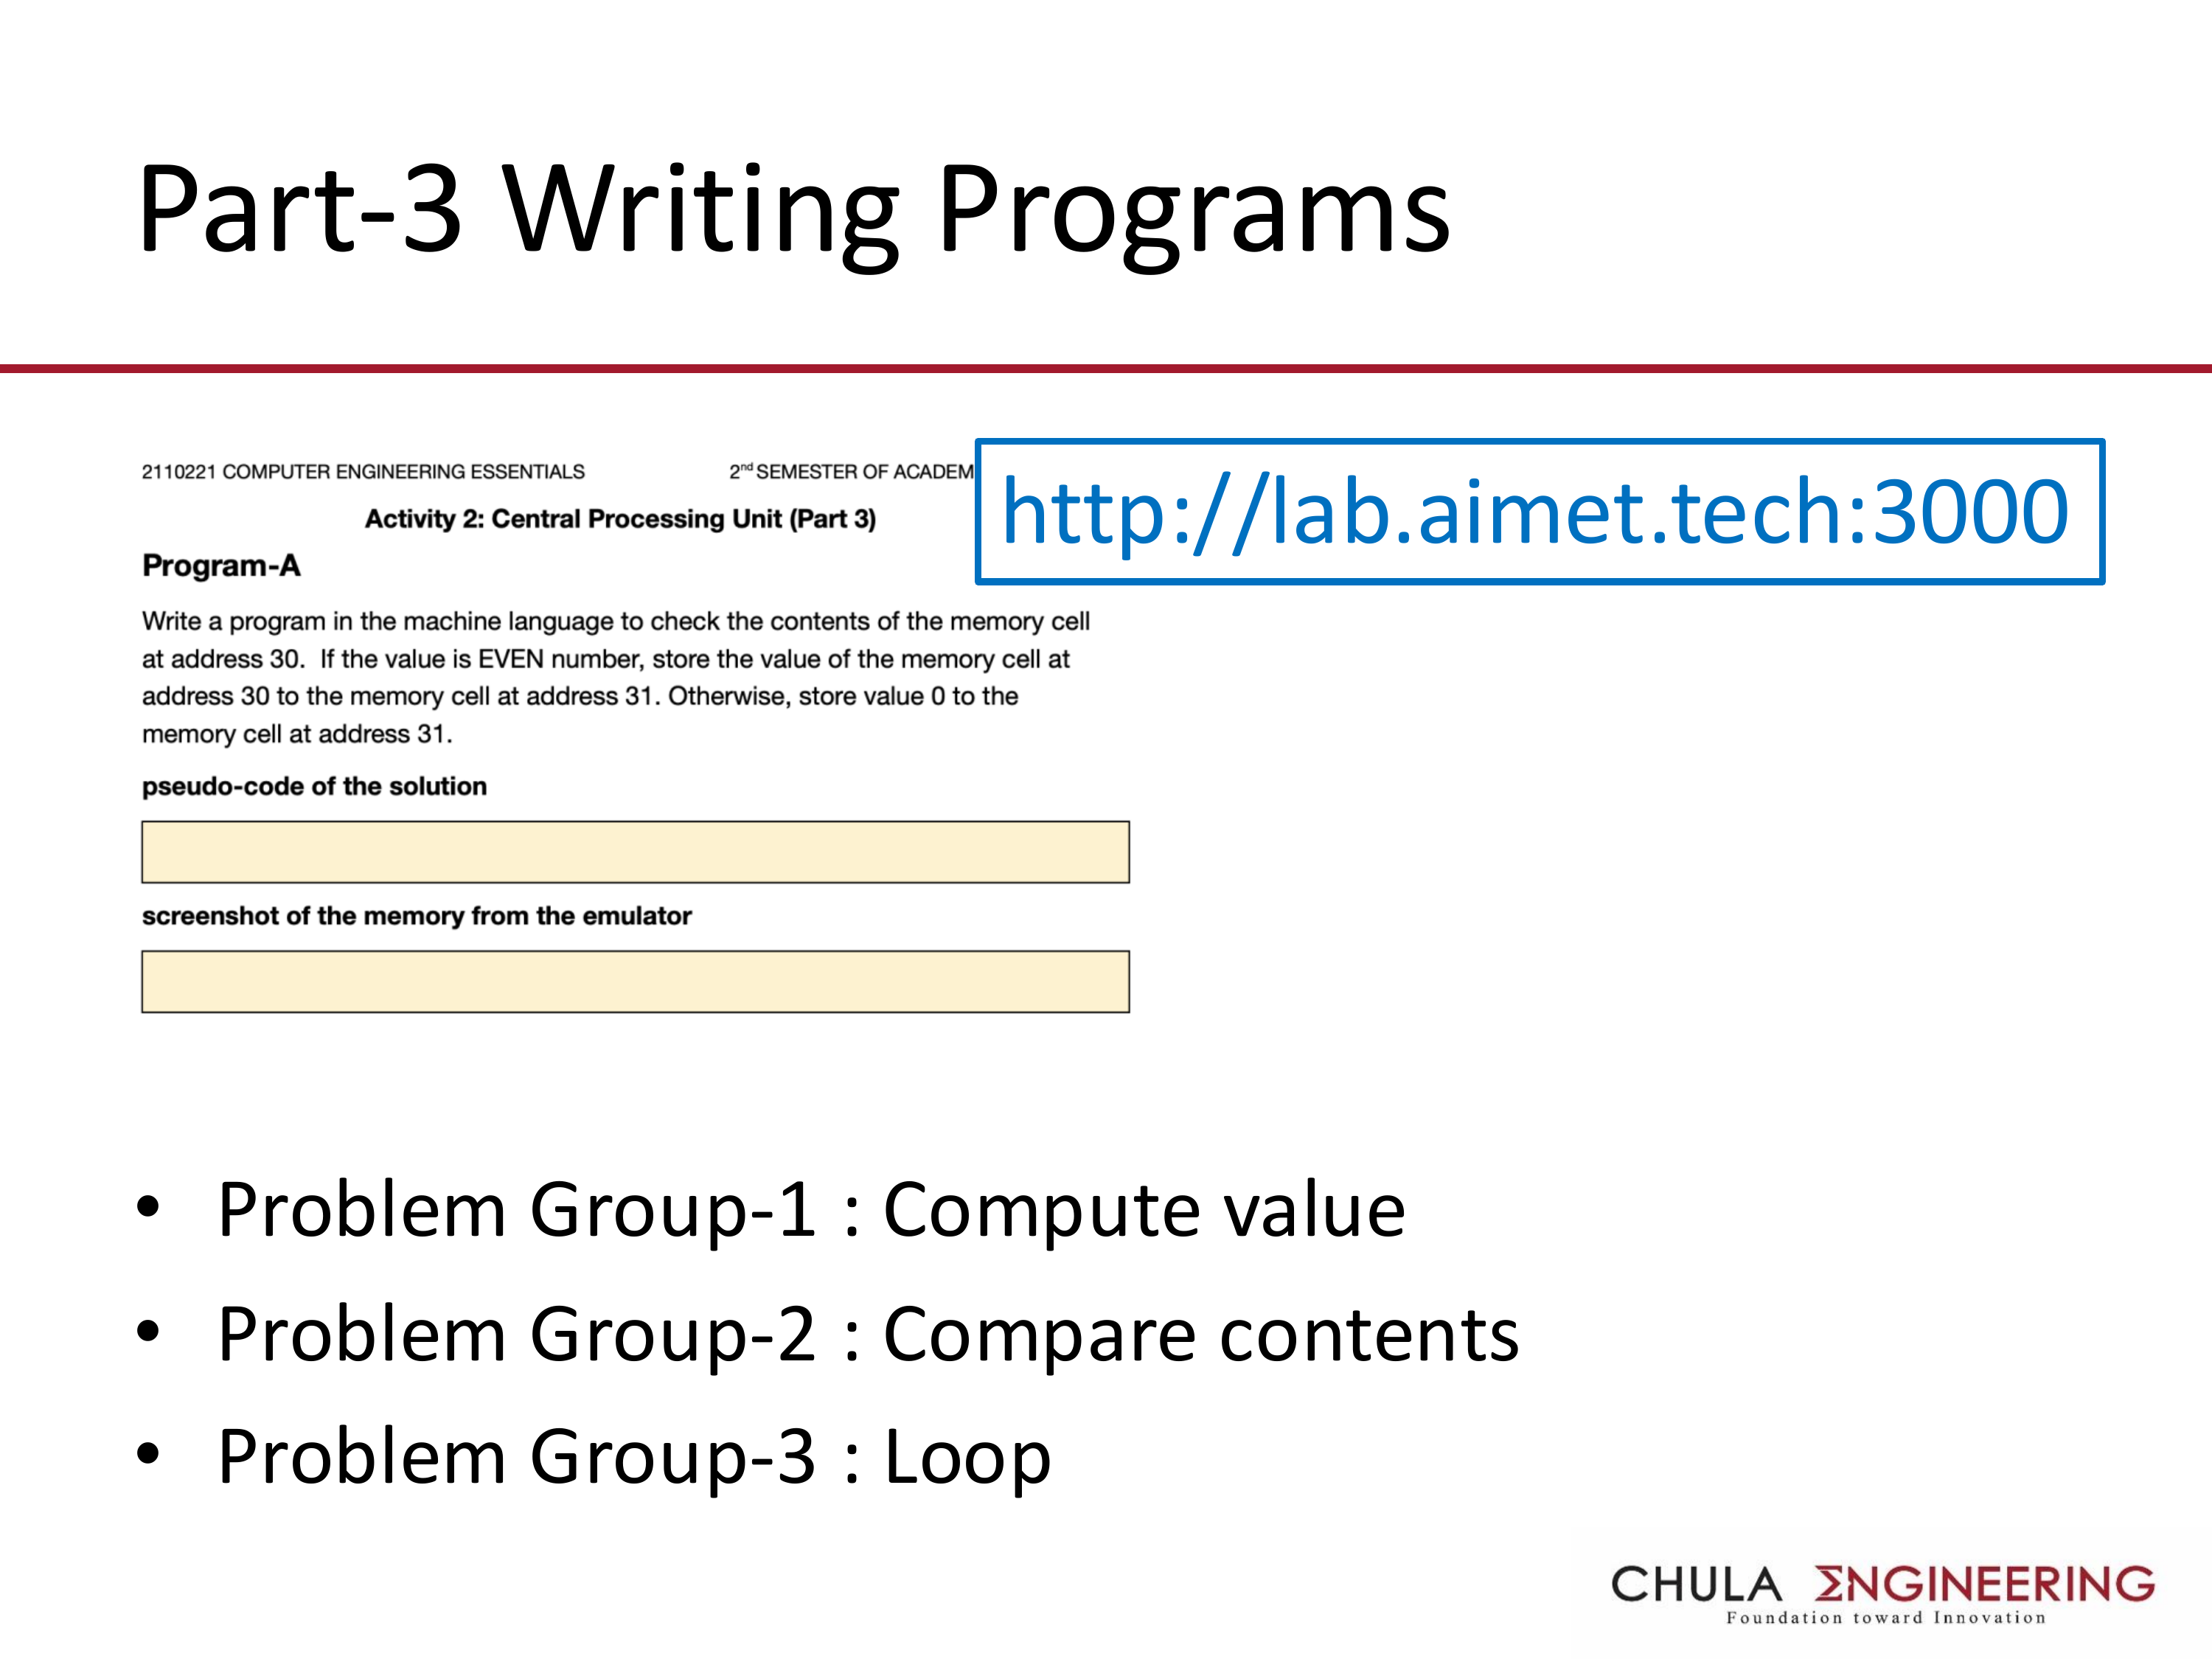 Part-3 Writing Programs
2110221 COMPUTER ENGINEERING ESSENTIALS 2nd SEMESTER OF ACADEM
http://lab.aimet.tech:3000
Activity 2: Central Processing Unit (Part 3)
Program-A
Write a program in the machine language to check the contents of the memory cell
at address 30. If the value is EVEN number, store the value of the memory cell at
address 30 to the memory cell at address 31. Otherwise, store value 0 to the
memory cell at address 31.
pseudo-code of the solution
screenshot of the memory from the emulator
• Problem Group-1 : Compute value
• Problem Group-2 : Compare contents
• Problem Group-3 : Loop
CHULA ΣNGINEERING
Foundation toward Innovation